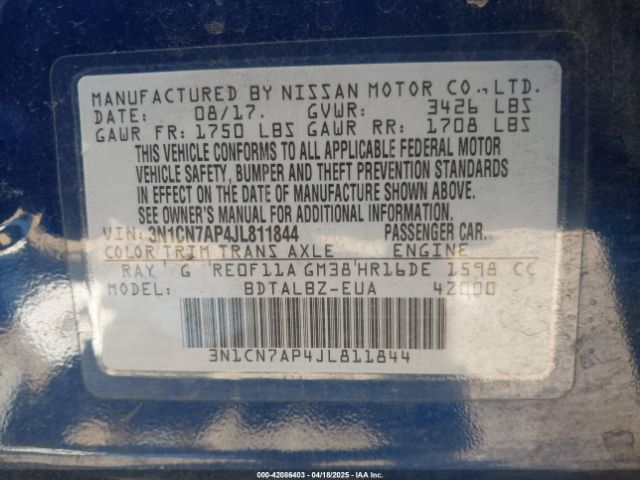 MANUFACTURED BY NISSAN MOTOR CO., LTD.
DATE: 08/17. GVWR: 3426 LBS
GAWR FR: 1750 LBS GAWR RR: 1708 LBS
THIS VEHICLE CONFORMS TO ALL APPLICABLE FEDERAL MOTOR
VEHICLE SAFETY, BUMPER AND THEFT PREVENTION STANDARDS
IN EFFECT ON THE DATE OF MANUFACTURE SHOWN ABOVE.
SEE OWNER'S MANUAL FOR ADDITIONAL INFORMATION.
VIN: 3N1CN7AP4JL811844 PASSENGER CAR.
COLOR TRIM TRANS AXLE ENGINE
RAY' G 'RE0F11A GM38'HR16DE 1598 CC
MODEL: BDTALBZ-EUA 42000
3N1CN7AP4JL811844
000-42086403 - 04/18/2025 - IAAI.com